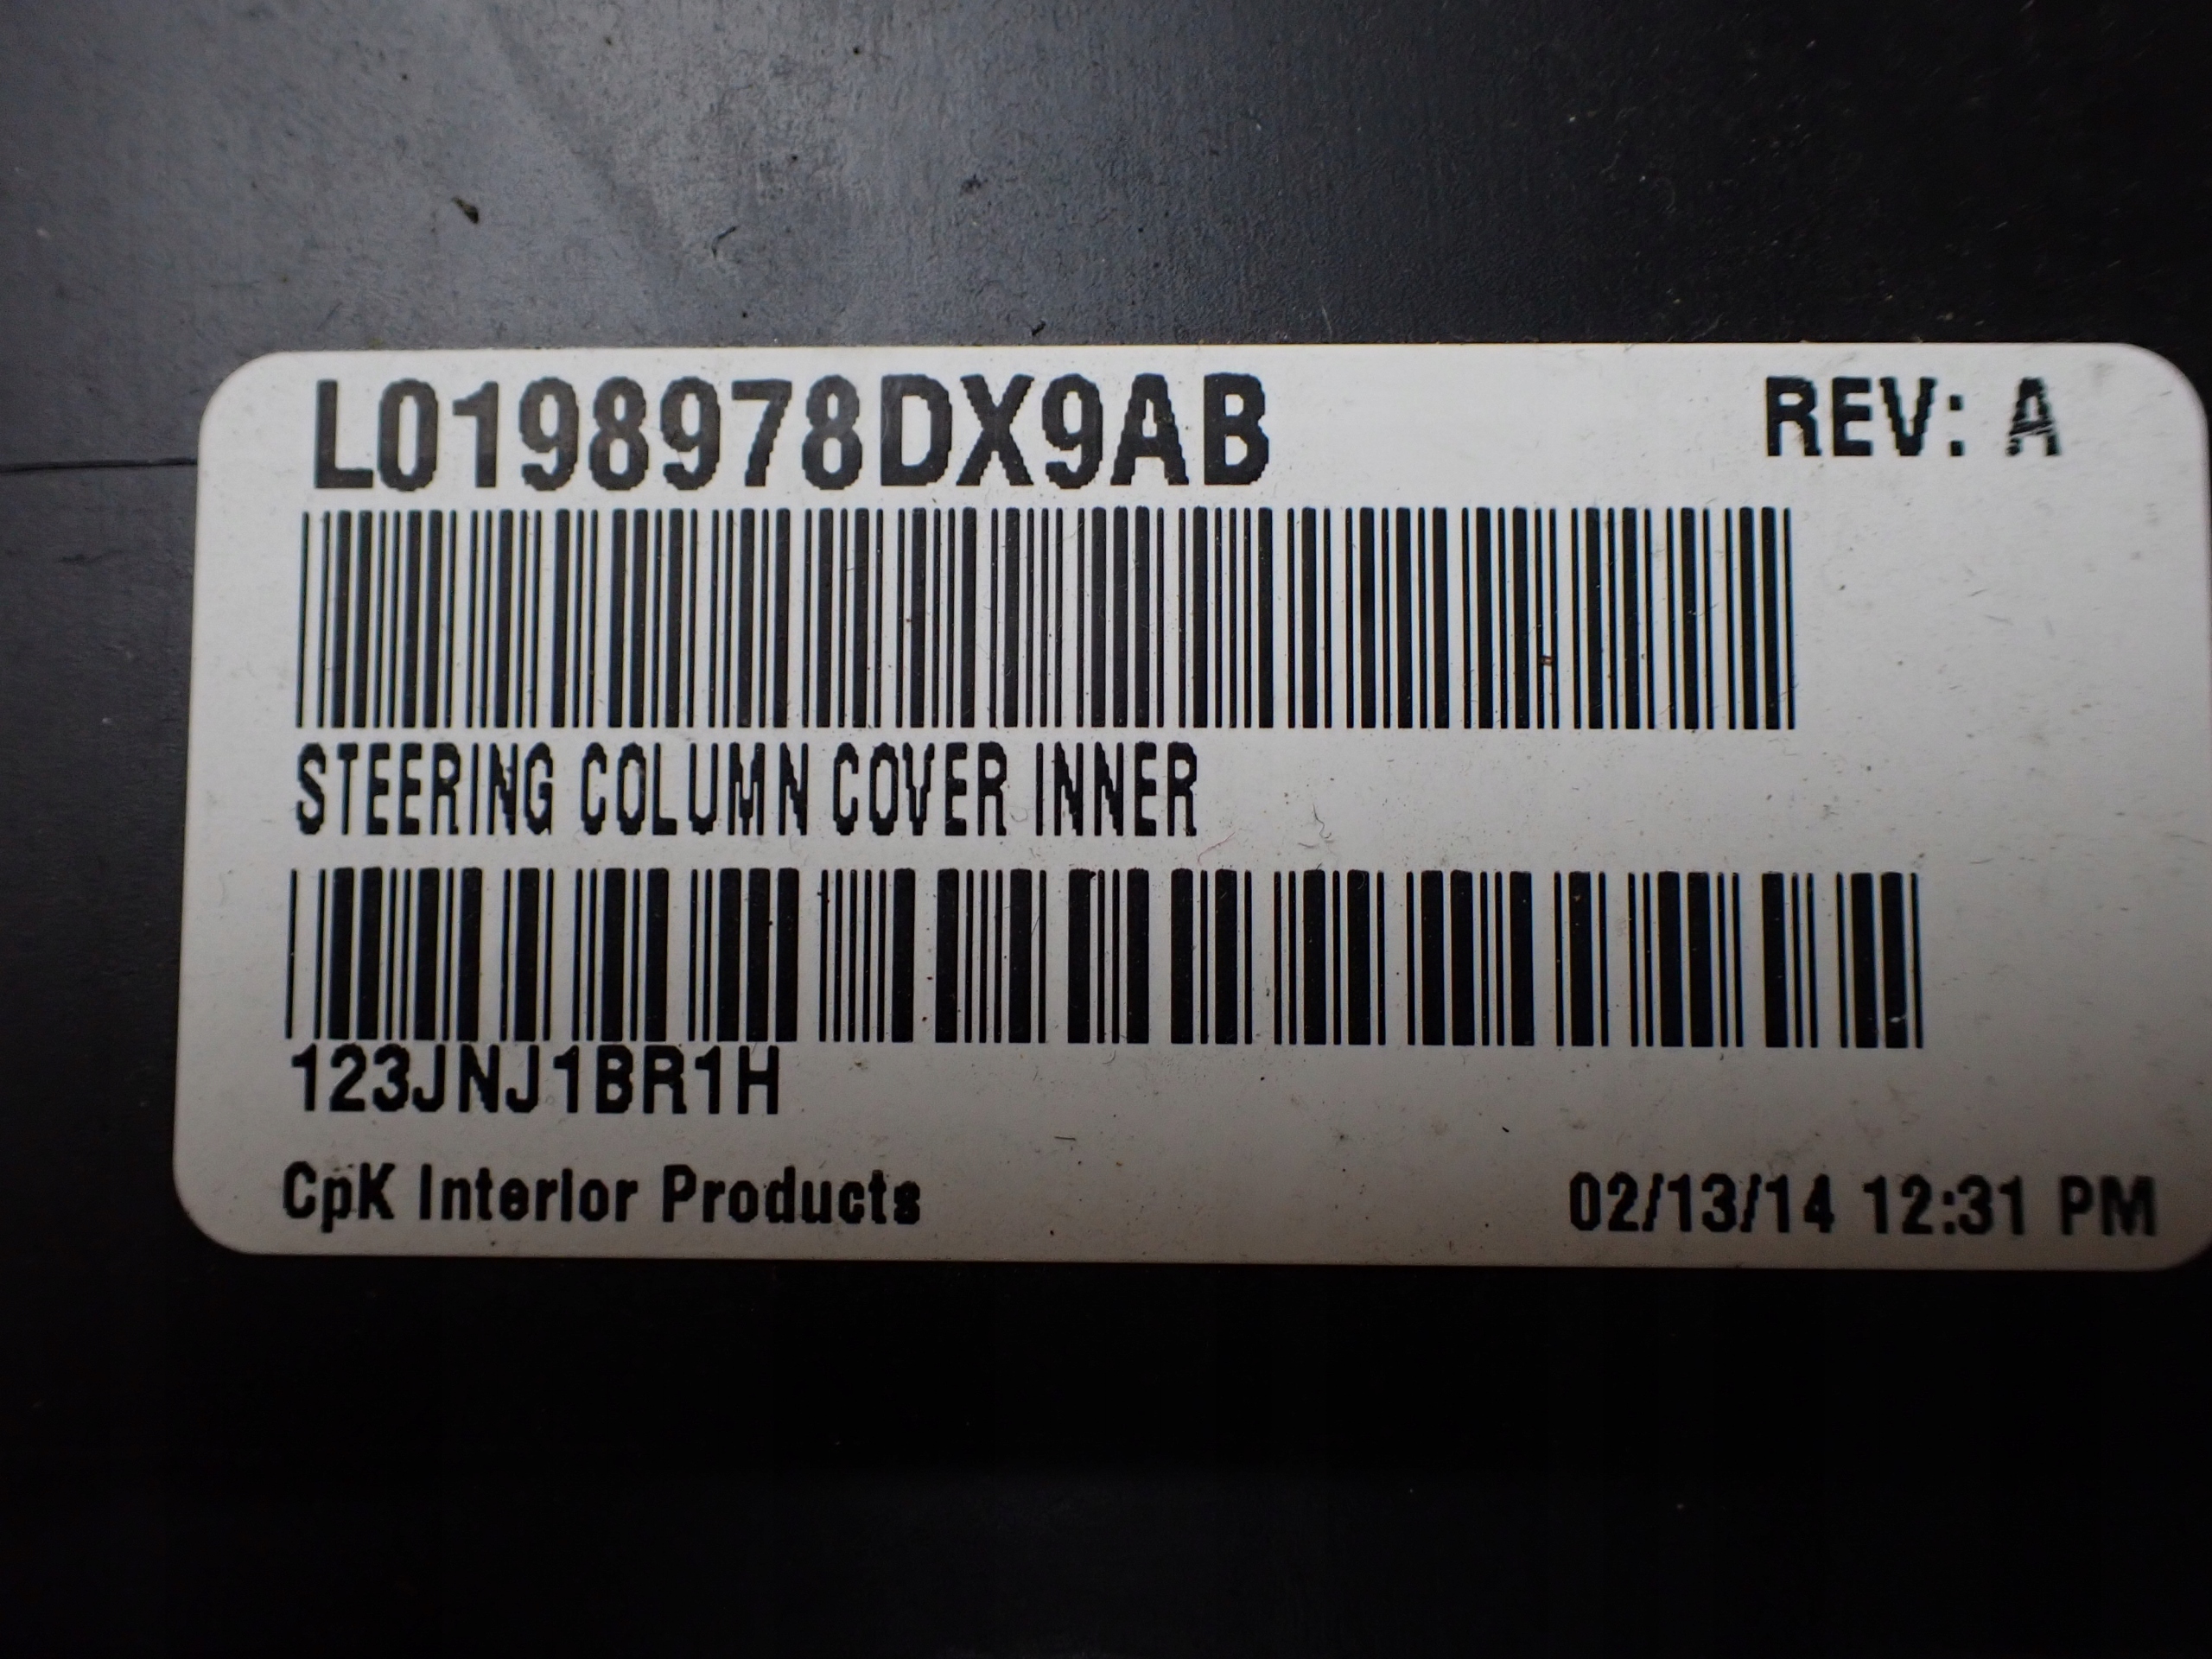 L0198978DX9AB REV: A
STEERING COLUMN COVER INNER
123JNJ1BR1H
CpK Interior Products 02/13/14 12:31 PM